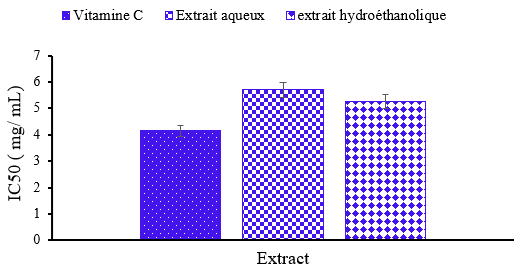 Vitamine C Extrait aqueux extrait hydroéthanolique
7
6
5
4
3
2
1
0
IC50 ( mg/ mL)
Extract